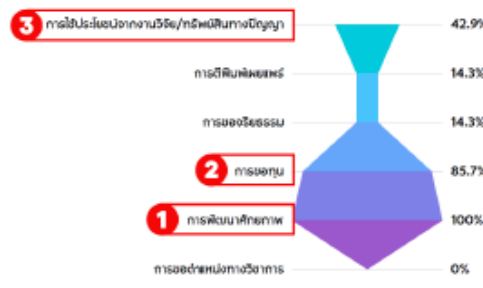 3 การใช้ประโยชน์จากงานวิจัย/ทรัพย์สินทางปัญญา 42.9%
การตีพิมพ์เผยแพร่ 14.3%
การขอจริยธรรม 14.3%
2 การขอทุน 85.7%
1 การพัฒนาศักยภาพ 100%
การขอตำแหน่งทางวิชาการ 0%